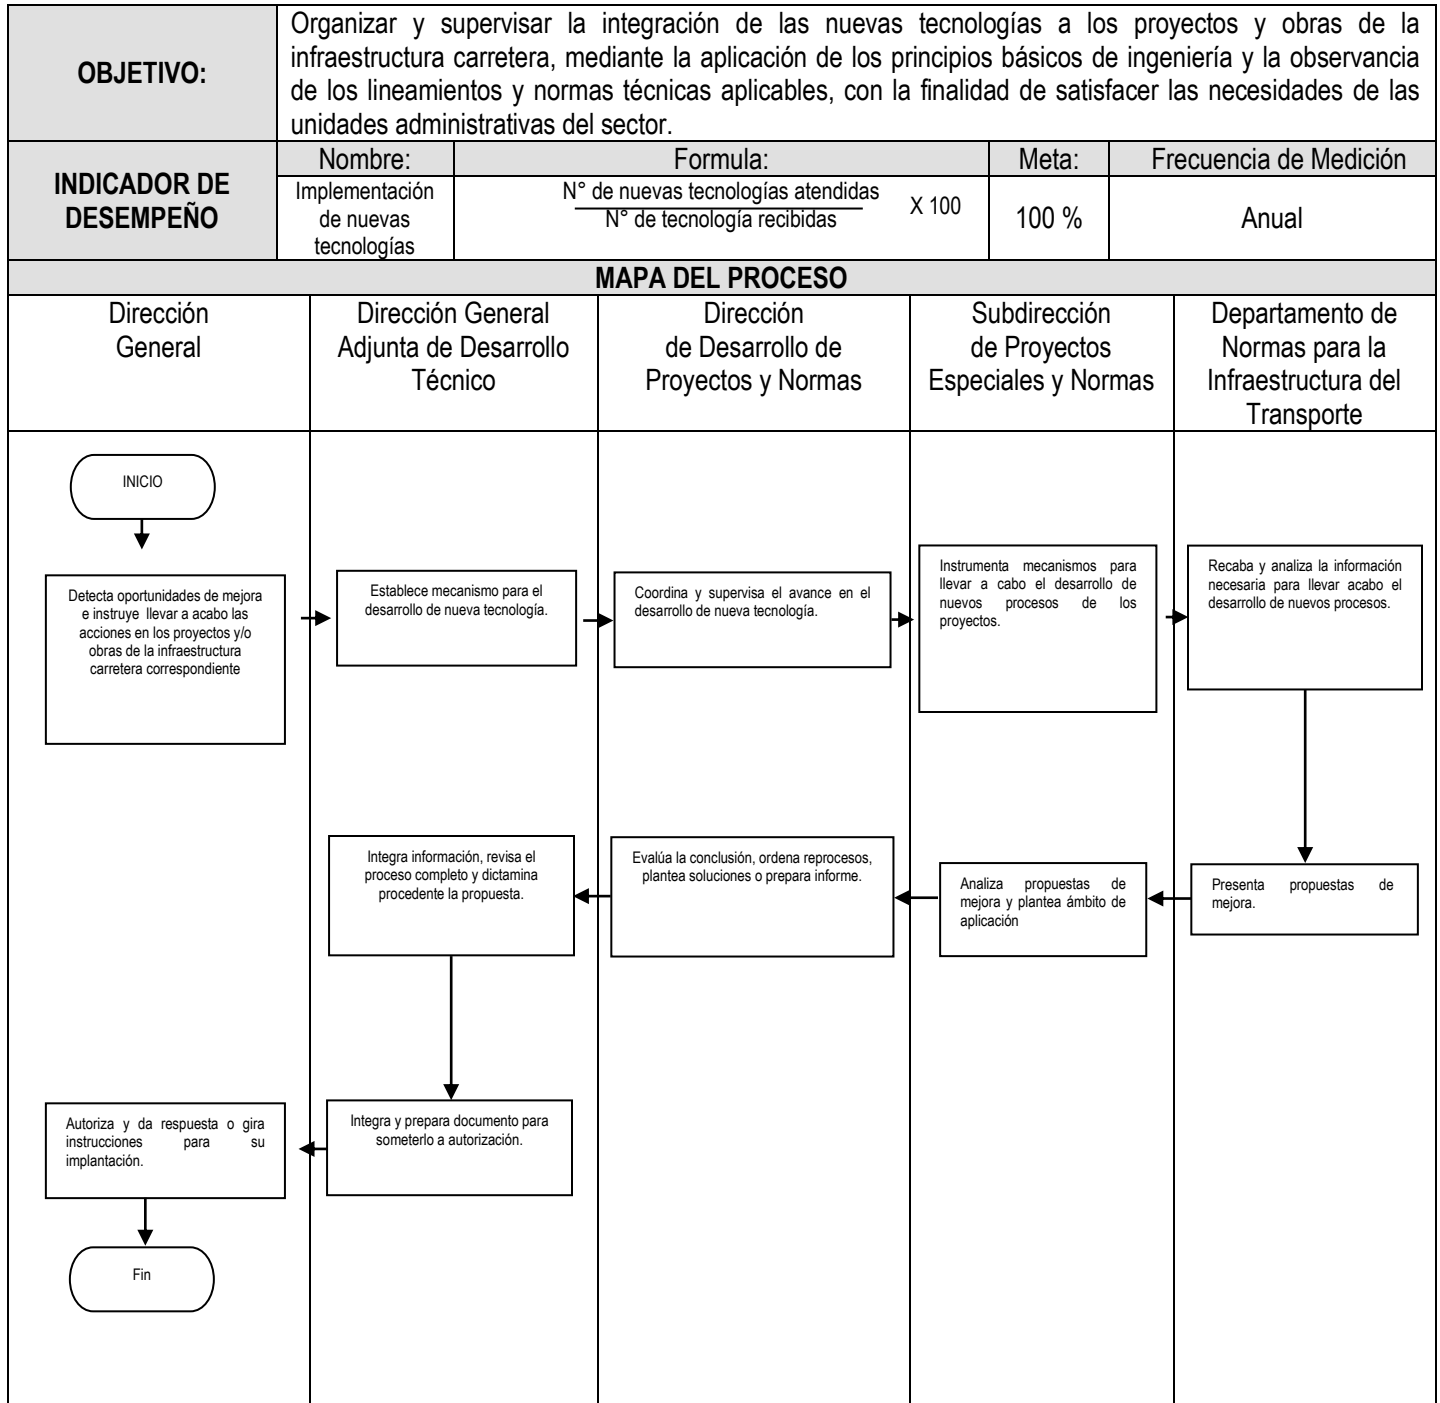 OBJETIVO:
Organizar y supervisar la integración de las nuevas tecnologías a los proyectos y obras de la
infraestructura carretera, mediante la aplicación de los principios básicos de ingeniería y la observancia
de los lineamientos y normas técnicas aplicables, con la finalidad de satisfacer las necesidades de las
unidades administrativas del sector.
INDICADOR DE
DESEMPEÑO
Nombre:
Formula:
Meta:
Frecuencia de Medición
Implementación
de nuevas
tecnologías
N° de nuevas tecnologías atendidas
N° de tecnología recibidas
X 100
100 %
Anual
MAPA DEL PROCESO
Dirección
General
Dirección General
Adjunta de Desarrollo
Técnico
Dirección
de Desarrollo de
Proyectos y Normas
Subdirección
de Proyectos
Especiales y Normas
Departamento de
Normas para la
Infraestructura del
Transporte
INICIO
Detecta oportunidades de mejora
e instruye llevar a acabo las
acciones en los proyectos y/o
obras de la infraestructura
carretera correspondiente
Establece mecanismo para el
desarrollo de nueva tecnología.
Coordina y supervisa el avance en el
desarrollo de nueva tecnología.
Instrumenta mecanismos para
llevar a cabo el desarrollo de
nuevos procesos de los
proyectos.
Recaba y analiza la información
necesaria para llevar acabo el
desarrollo de nuevos procesos.
Integra información, revisa el
proceso completo y dictamina
procedente la propuesta.
Evalúa la conclusión, ordena reprocesos,
plantea soluciones o prepara informe.
Analiza propuestas de
mejora y plantea ámbito de
aplicación
Presenta propuestas de
mejora.
Autoriza y da respuesta o gira
instrucciones para su
implantación.
Integra y prepara documento para
someterlo a autorización.
Fin